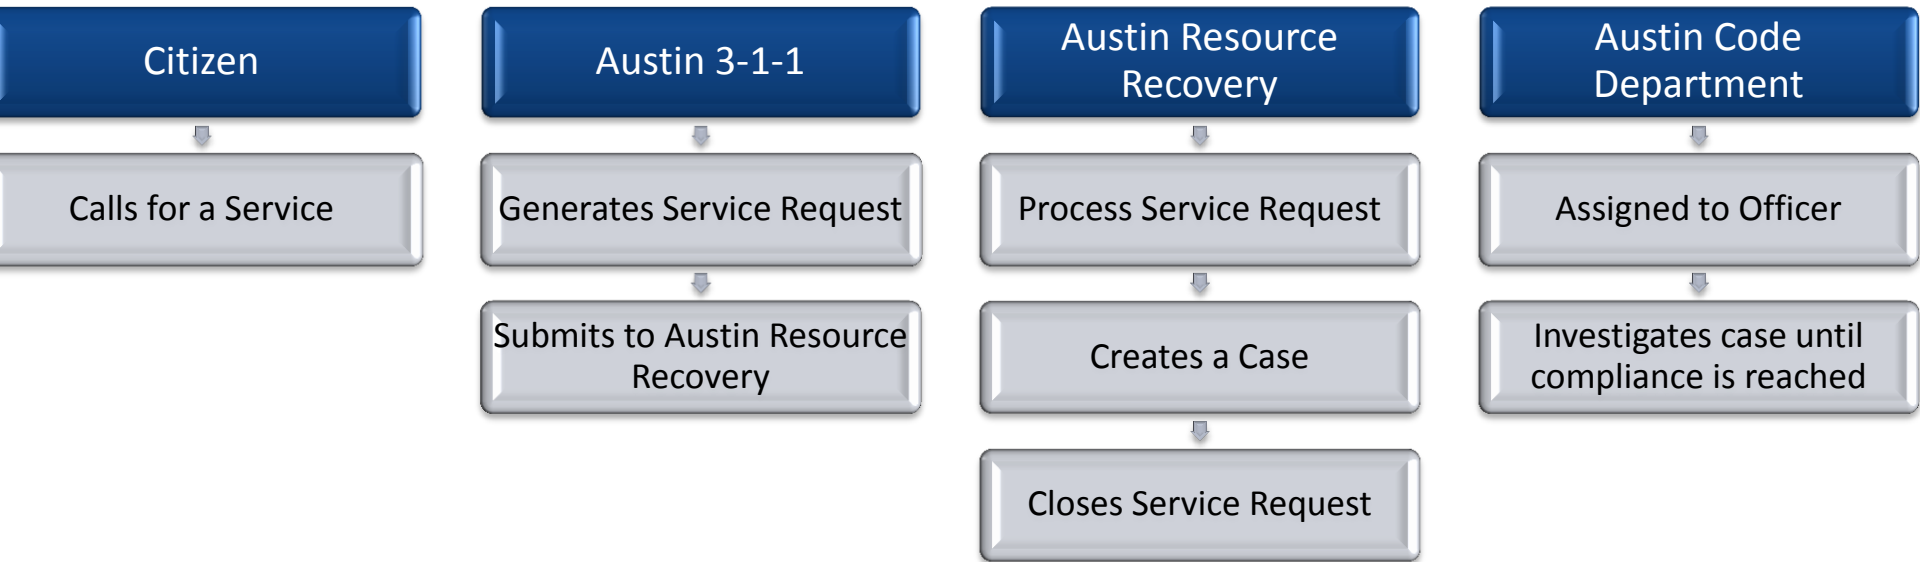 Citizen
Calls for a Service
Austin 3-1-1
Generates Service Request
Submits to Austin Resource
Recovery
Austin Resource
Recovery
Process Service Request
Creates a Case
Closes Service Request
Austin Code
Department
Assigned to Officer
Investigates case until
compliance is reached